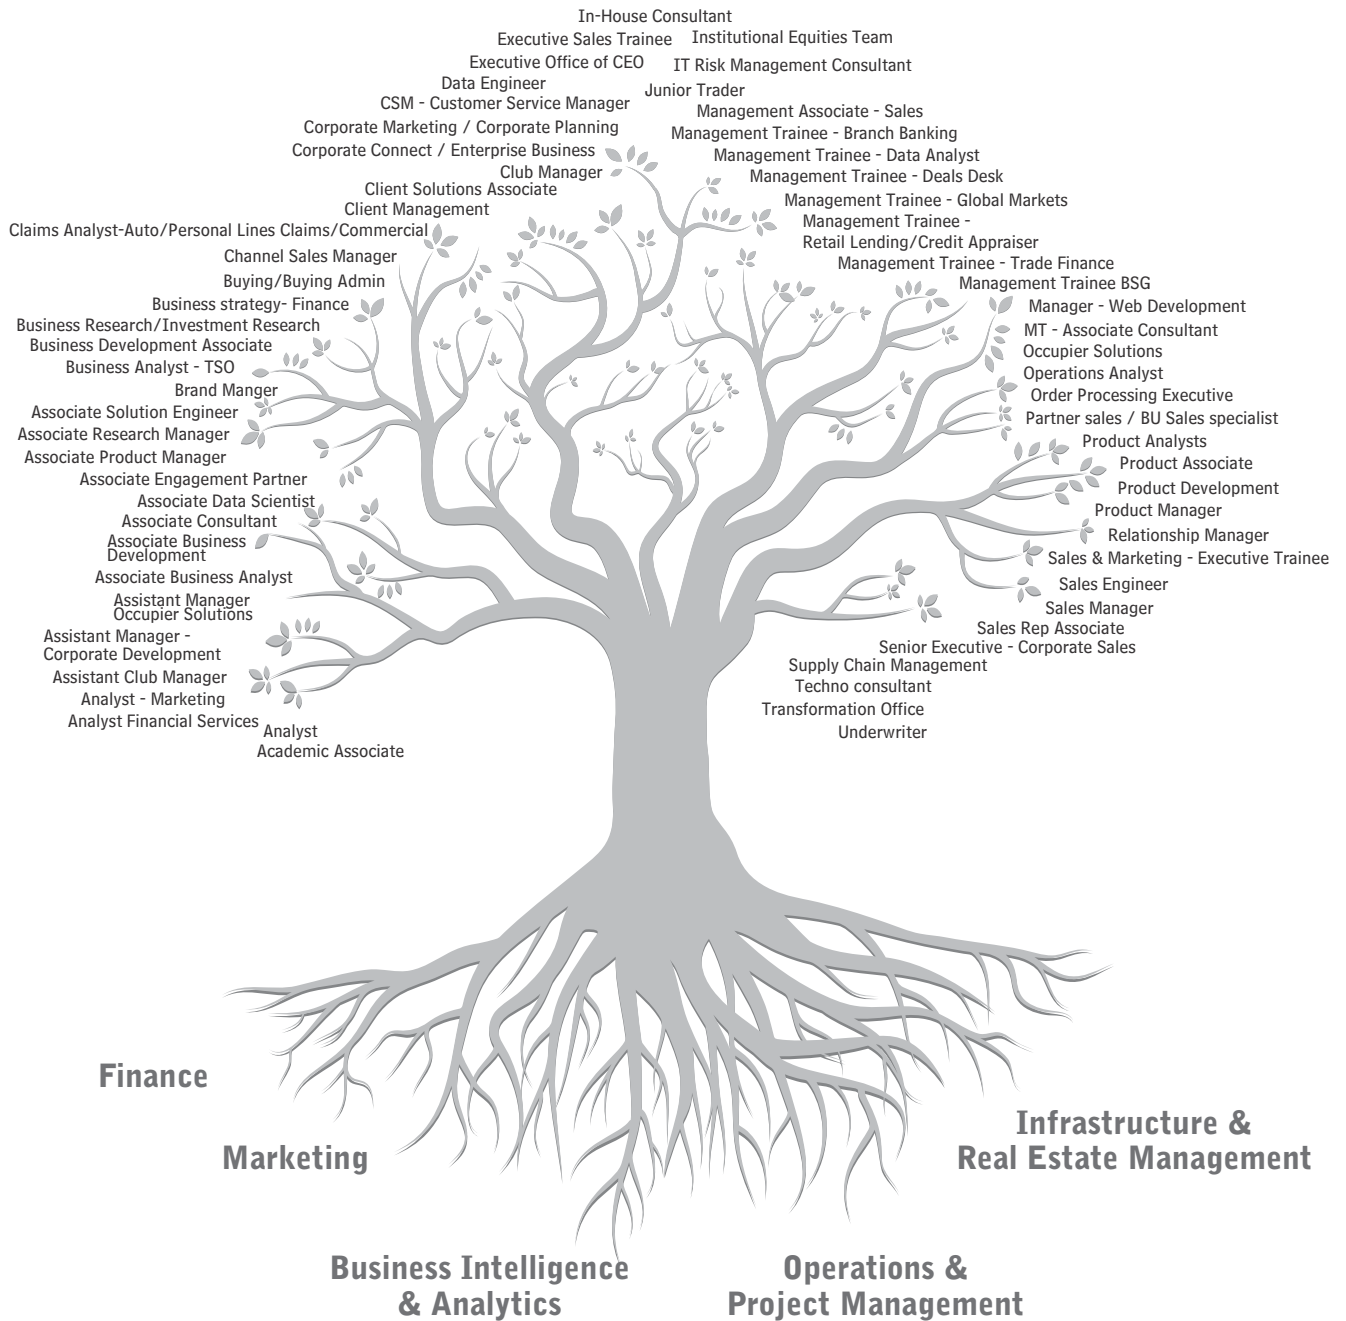 In-House Consultant
Executive Sales Trainee
Institutional Equities Team
Executive Office of CEO
IT Risk Management Consultant
Data Engineer
Junior Trader
CSM - Customer Service Manager
Management Associate - Sales
Corporate Marketing / Corporate Planning
Management Trainee - Branch Banking
Corporate Connect / Enterprise Business
Management Trainee - Data Analyst
Club Manager
Management Trainee - Deals Desk
Client Solutions Associate
Management Trainee - Global Markets
Client Management
Management Trainee -
Retail Lending/Credit Appraiser
Claims Analyst-Auto/Personal Lines Claims/Commercial
Channel Sales Manager
Management Trainee - Trade Finance
Buying/Buying Admin
Management Trainee BSG
Business strategy- Finance
Manager - Web Development
Business Research/Investment Research
MT - Associate Consultant
Business Development Associate
Occupier Solutions
Business Analyst - TSO
Operations Analyst
Brand Manger
Order Processing Executive
Associate Solution Engineer
Partner sales / BU Sales specialist
Associate Research Manager
Product Analysts
Associate Product Manager
Product Associate
Associate Engagement Partner
Product Development
Associate Data Scientist
Product Manager
Associate Consultant
Relationship Manager
Associate Business
Development
Sales & Marketing - Executive Trainee
Associate Business Analyst
Sales Engineer
Assistant Manager
Occupier Solutions
Sales Manager
Sales Rep Associate
Assistant Manager -
Corporate Development
Senior Executive - Corporate Sales
Supply Chain Management
Assistant Club Manager
Techno consultant
Analyst - Marketing
Transformation Office
Analyst Financial Services
Analyst
Underwriter
Academic Associate
Finance
Marketing
Infrastructure &
Real Estate Management
Business Intelligence
& Analytics
Operations &
Project Management